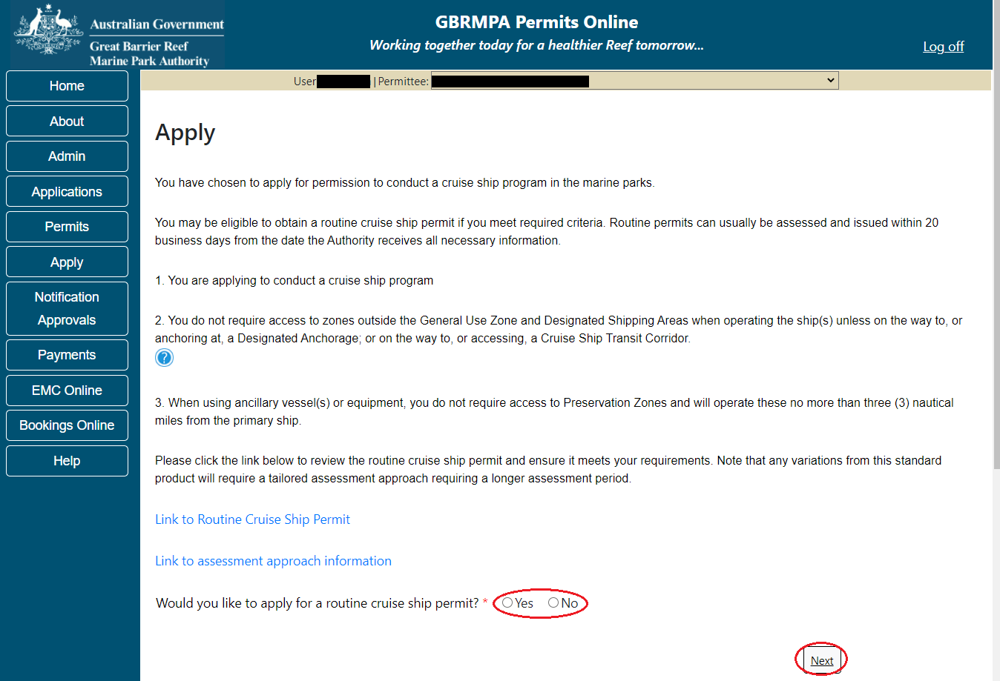 Australian Government
Great Barrier Reef
Marine Park Authority
GBRMPA Permits Online
Working together today for a healthier Reef tomorrow...
Log off
User | Permittee:
Home
About
Admin
Applications
Permits
Apply
Notification
Approvals
Payments
EMC Online
Bookings Online
Help
Apply
You have chosen to apply for permission to conduct a cruise ship program in the marine parks.
You may be eligible to obtain a routine cruise ship permit if you meet required criteria. Routine permits can usually be assessed and issued within 20
business days from the date the Authority receives all necessary information.
1. You are applying to conduct a cruise ship program
2. You do not require access to zones outside the General Use Zone and Designated Shipping Areas when operating the ship(s) unless on the way to, or
anchoring at, a Designated Anchorage; or on the way to, or accessing, a Cruise Ship Transit Corridor.
?
3. When using ancillary vessel(s) or equipment, you do not require access to Preservation Zones and will operate these no more than three (3) nautical
miles from the primary ship.
Please click the link below to review the routine cruise ship permit and ensure it meets your requirements. Note that any variations from this standard
product will require a tailored assessment approach requiring a longer assessment period.
Link to Routine Cruise Ship Permit
Link to assessment approach information
Would you like to apply for a routine cruise ship permit? * Yes No
Next